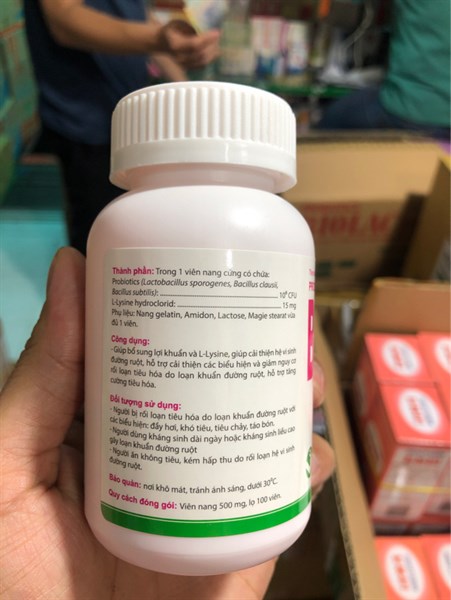 Thành phần: Trong 1 viên nang cứng có chứa:
Probiotics (Lactobacillus sporogenes, Bacillus clausii,
Bacillus subtilis): 10⁸ CFU
L-Lysine hydroclorid: 15 mg
Phụ liệu: Nang gelatin, Amidon, Lactose, Magie stearat vừa
đủ 1 viên.
Công dụng:
- Giúp bổ sung lợi khuẩn và L-Lysine, giúp cải thiện hệ vi sinh
đường ruột, hỗ trợ cải thiện các biểu hiện và giảm nguy cơ
rối loạn tiêu hóa do loạn khuẩn đường ruột, hỗ trợ tăng
cường tiêu hóa.
Đối tượng sử dụng:
- Người bị rối loạn tiêu hóa do loạn khuẩn đường ruột với
các biểu hiện: đầy hơi, khó tiêu, tiêu chảy, táo bón.
- Người dùng kháng sinh dài ngày hoặc kháng sinh liều cao
gây loạn khuẩn đường ruột
- Người ăn không tiêu, kém hấp thu do rối loạn hệ vi sinh
đường ruột.
Bảo quản: nơi khô mát, tránh ánh sáng, dưới 30°C.
Quy cách đóng gói: Viên nang 500 mg, lọ 100 viên.